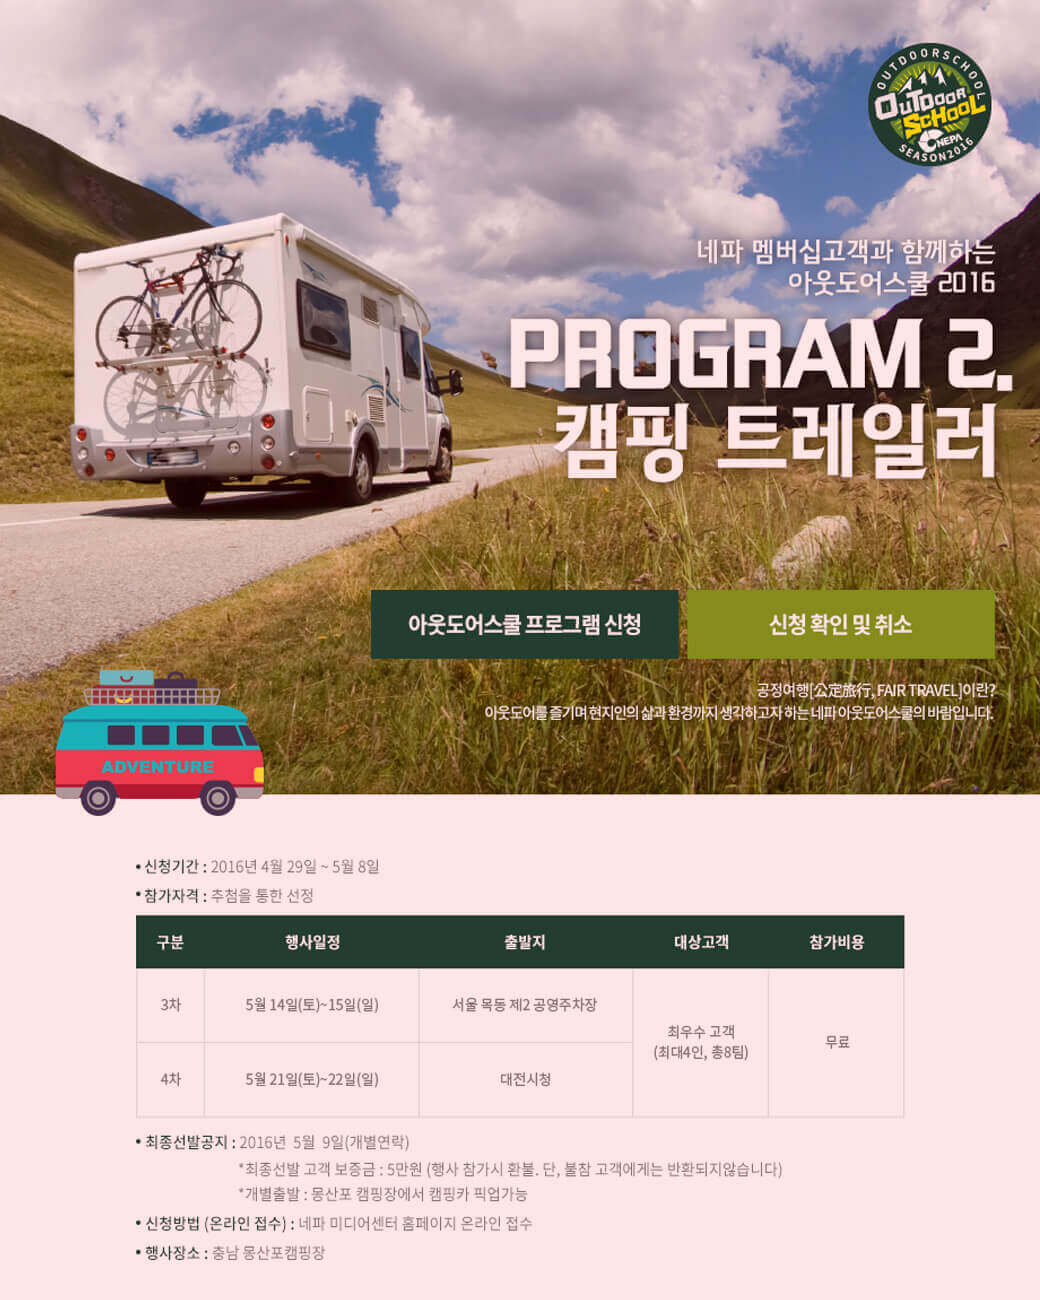 OUTDOORSCHOOL
OUTDOOR
SCHOOL
NEPA
SEASON2016
네파 멤버십고객과 함께하는
아웃도어스쿨 2016
PROGRAM 2.
캠핑 트레일러
아웃도어스쿨 프로그램 신청
신청 확인 및 취소
공정여행[公定旅行, FAIR TRAVEL]이란?
아웃도어를 즐기며 현지인의 삶과 환경까지 생각하고자 하는 네파 아웃도어스쿨의 바람입니다.
ADVENTURE
• 신청기간 : 2016년 4월 29일 ~ 5월 8일
• 참가자격 : 추첨을 통한 선정
구분 행사일정 출발지 대상고객 참가비용
3차 5월 14일(토)~15일(일) 서울 목동 제2 공영주차장
최우수 고객
(최대4인, 총8팀)
무료
4차 5월 21일(토)~22일(일) 대전시청
• 최종선발공지 : 2016년 5월 9일(개별연락)
*최종선발 고객 보증금 : 5만원 (행사 참가시 환불. 단, 불참 고객에게는 반환되지않습니다)
*개별출발 : 몽산포 캠핑장에서 캠핑카 픽업가능
• 신청방법 (온라인 접수) : 네파 미디어센터 홈페이지 온라인 접수
• 행사장소 : 충남 몽산포캠핑장